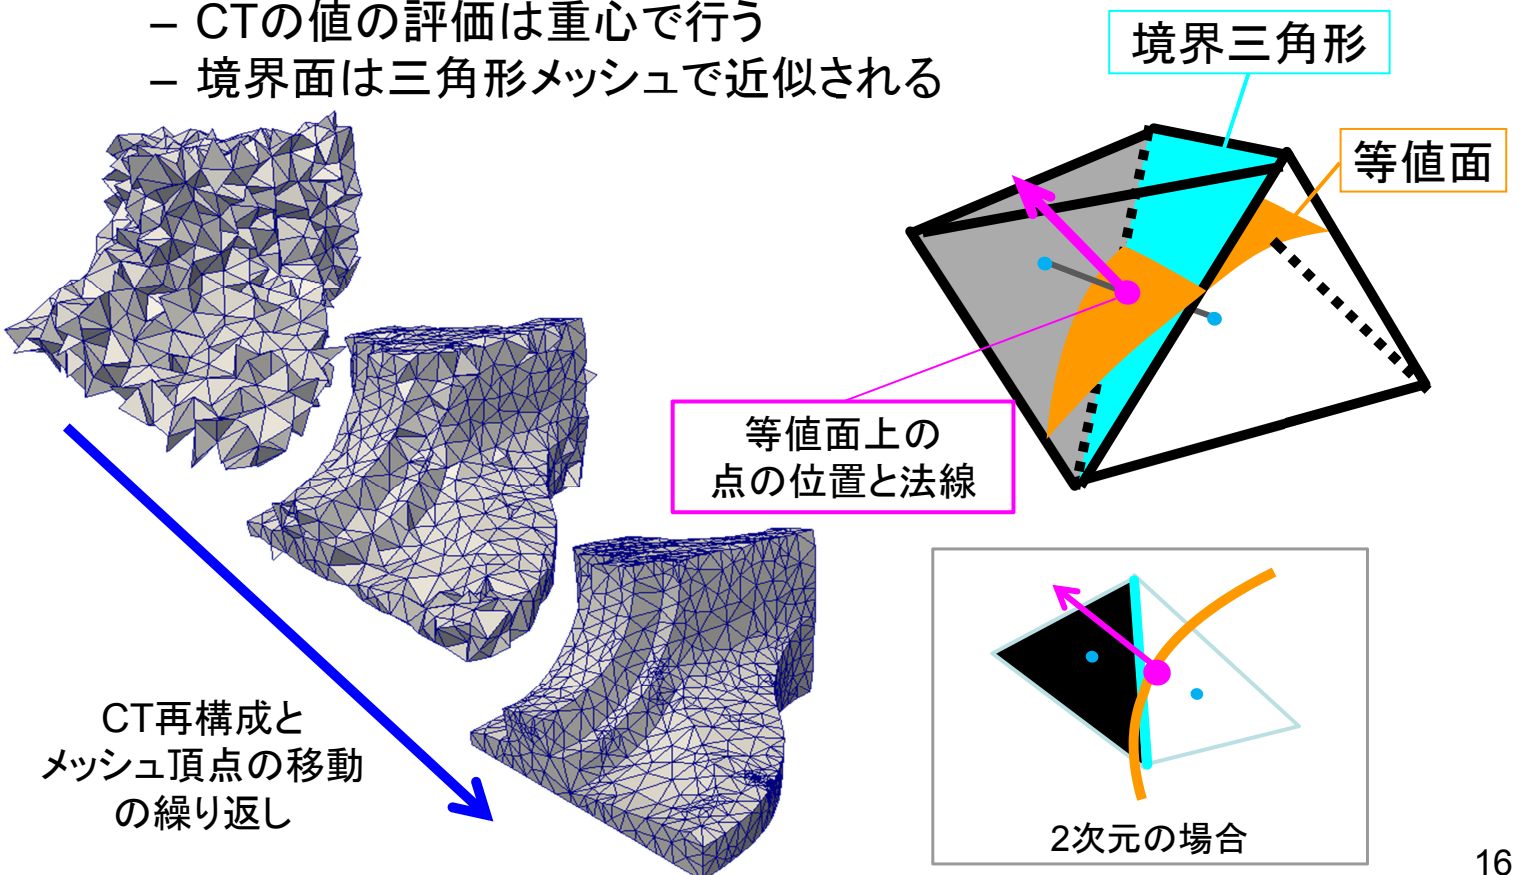 – CTの値の評価は重心で行う
– 境界面は三角形メッシュで近似される
境界三角形
等値面
等値面上の
点の位置と法線
CT再構成と
メッシュ頂点の移動
の繰り返し
2次元の場合
16